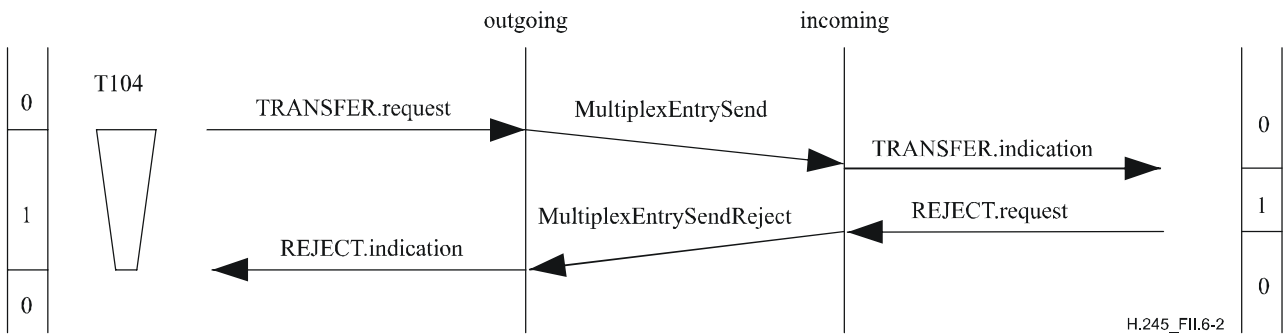 outgoing
incoming
T104
0
TRANSFER.request
MultiplexEntrySend
0
TRANSFER.indication
1
MultiplexEntrySendReject
REJECT.request
1
REJECT.indication
0
0
H.245_FII.6-2